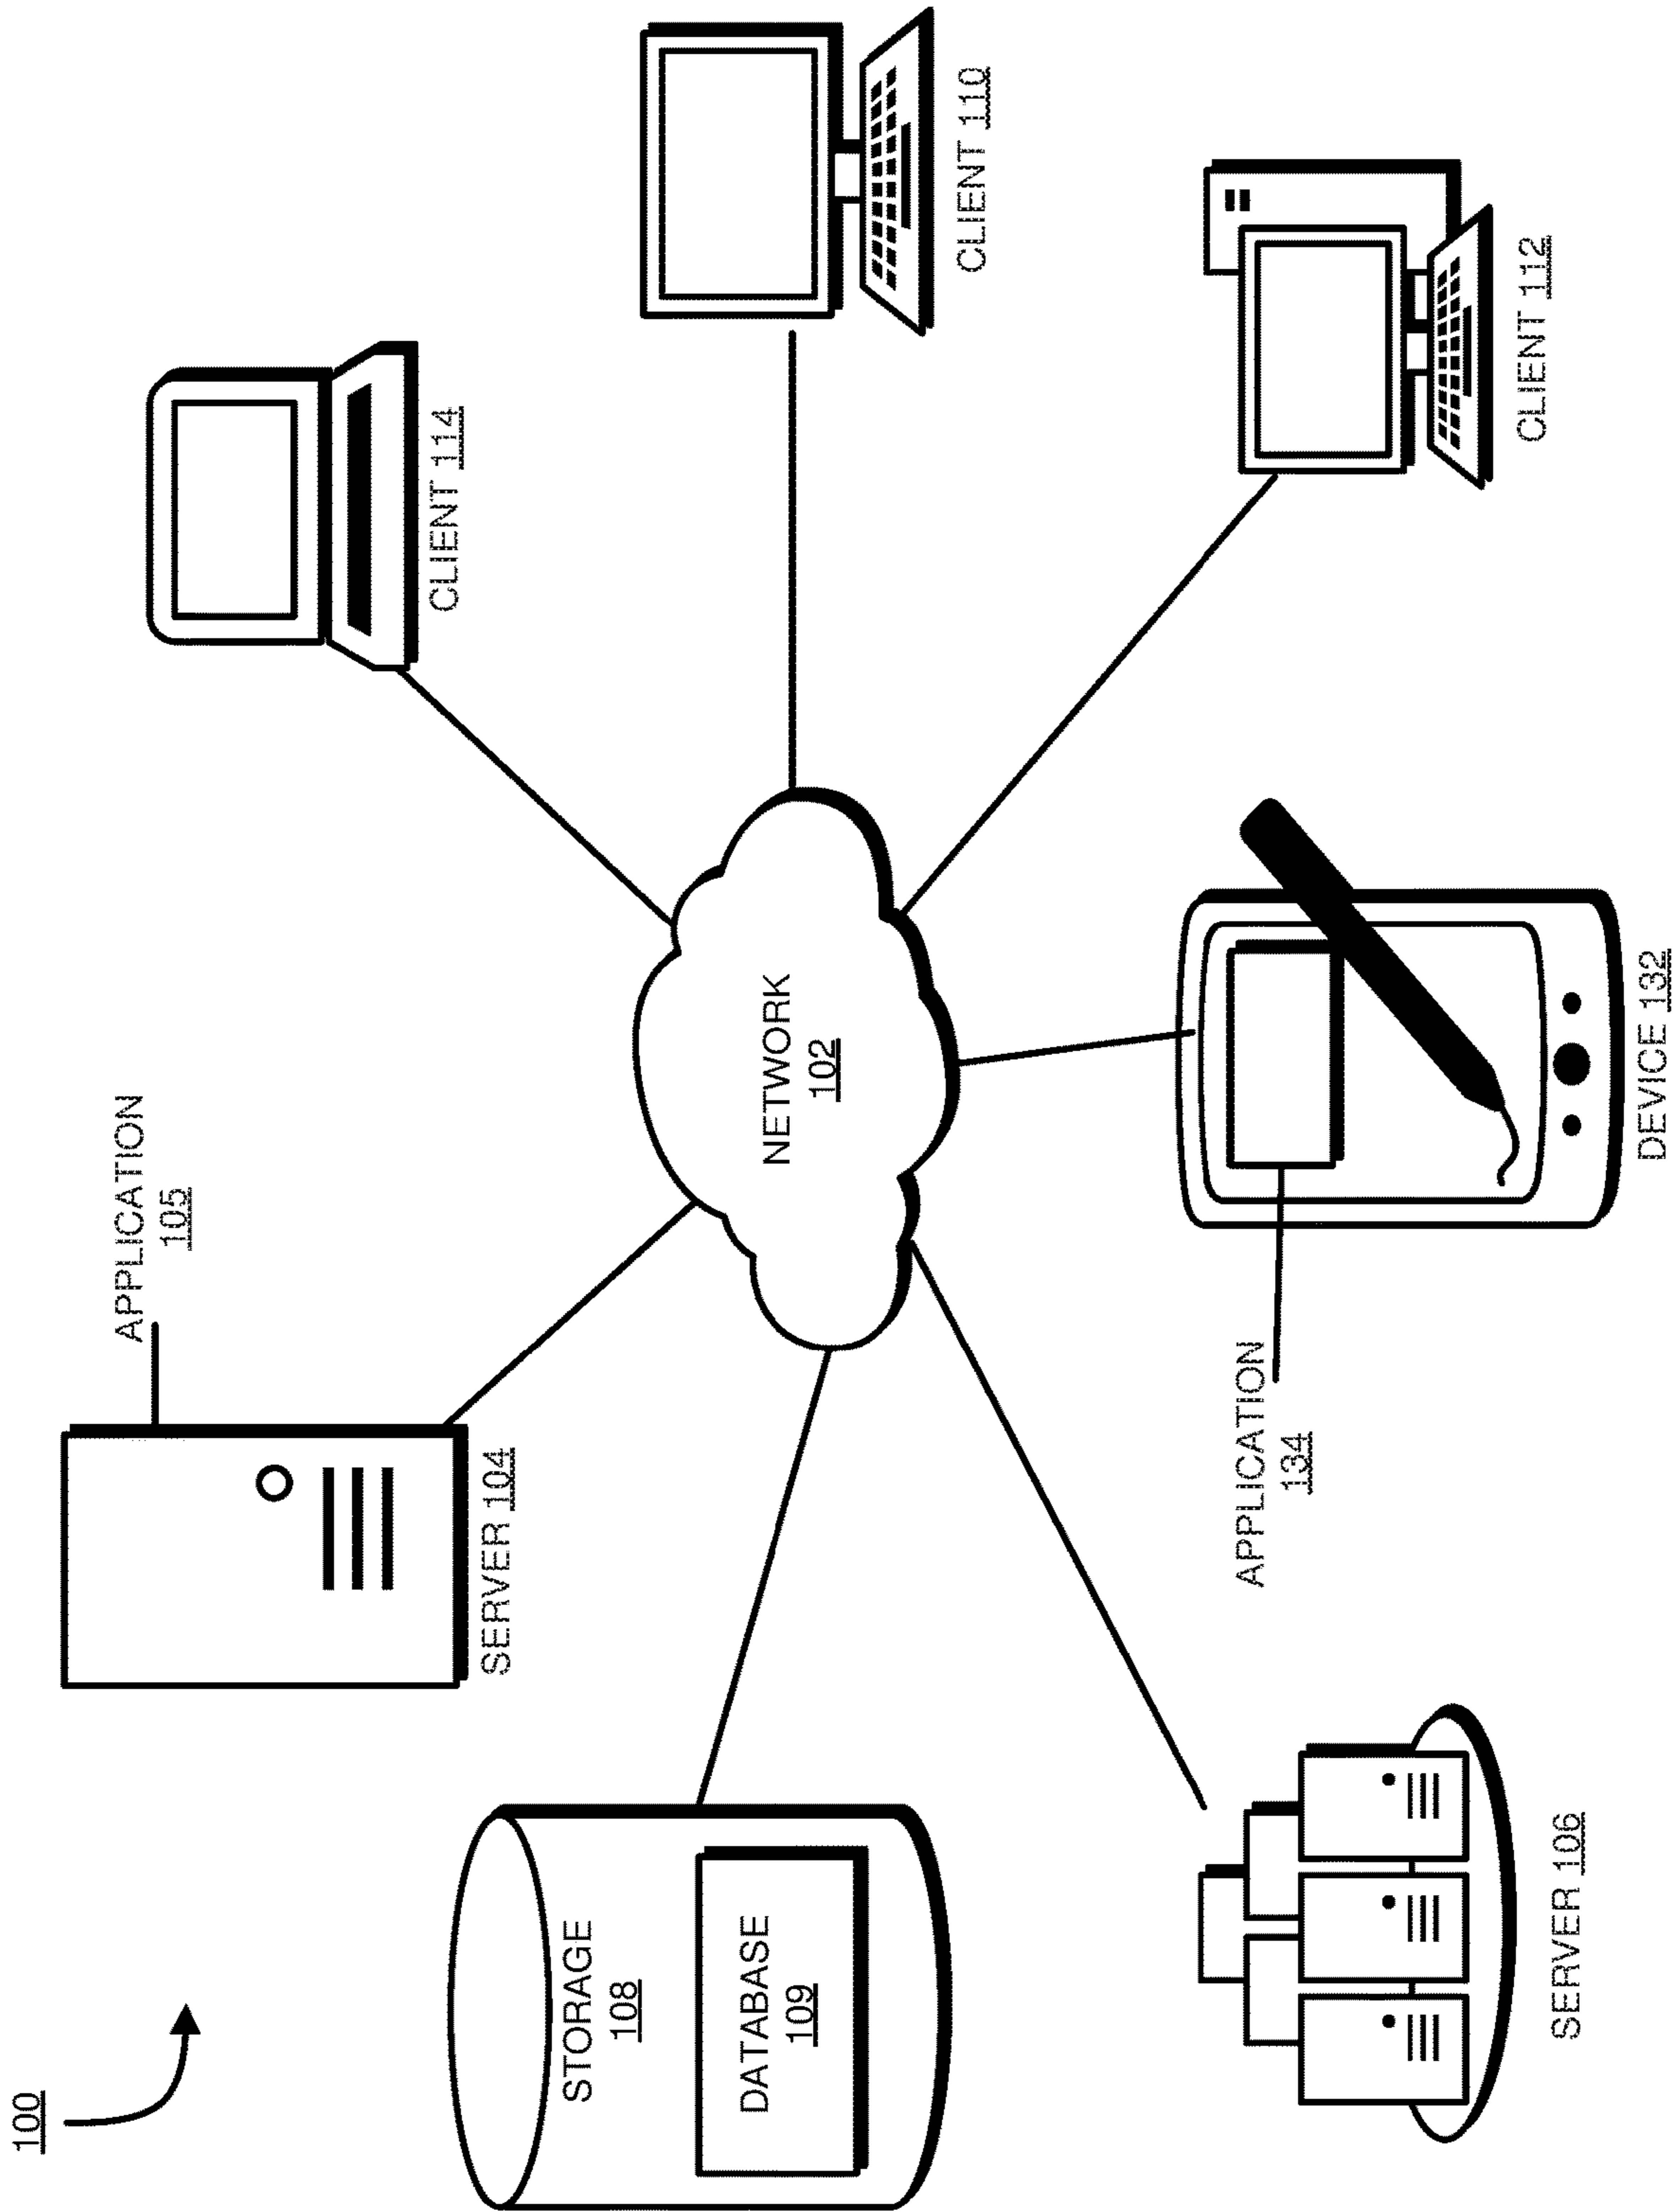 100
APPLICATION
105
SERVER 104
CLIENT 114
STORAGE
108
DATABASE
109
NETWORK
102
CLIENT 110
APPLICATION
134
SERVER 106
DEVICE 132
CLIENT 112